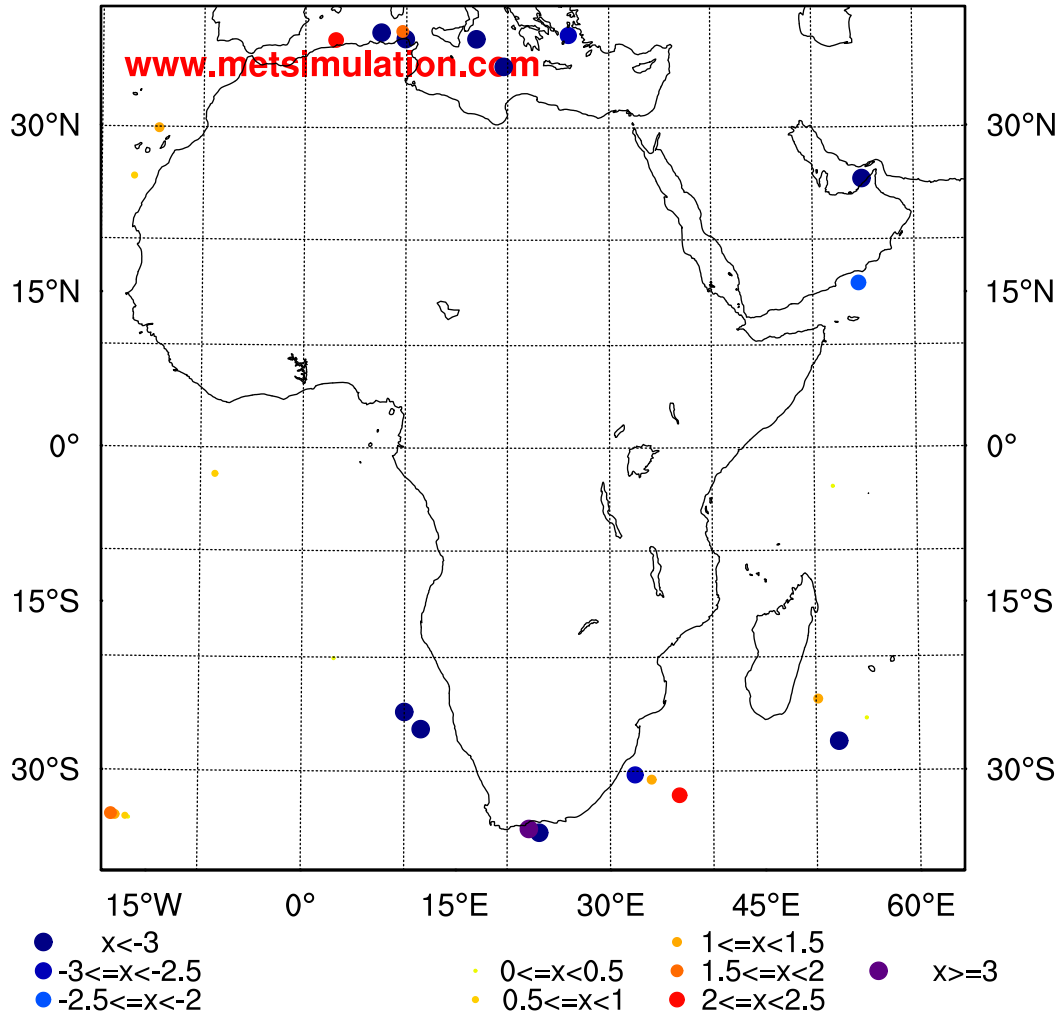 www.metsimulation.com
30°N 30°N
15°N 15°N
0° 0°
15°S 15°S
30°S 30°S
15°W 0° 15°E 30°E 45°E 60°E
x<-3 1<=x<1.5
-3<=x<-2.5 0<=x<0.5 1.5<=x<2 x>=3
-2.5<=x<-2 0.5<=x<1 2<=x<2.5